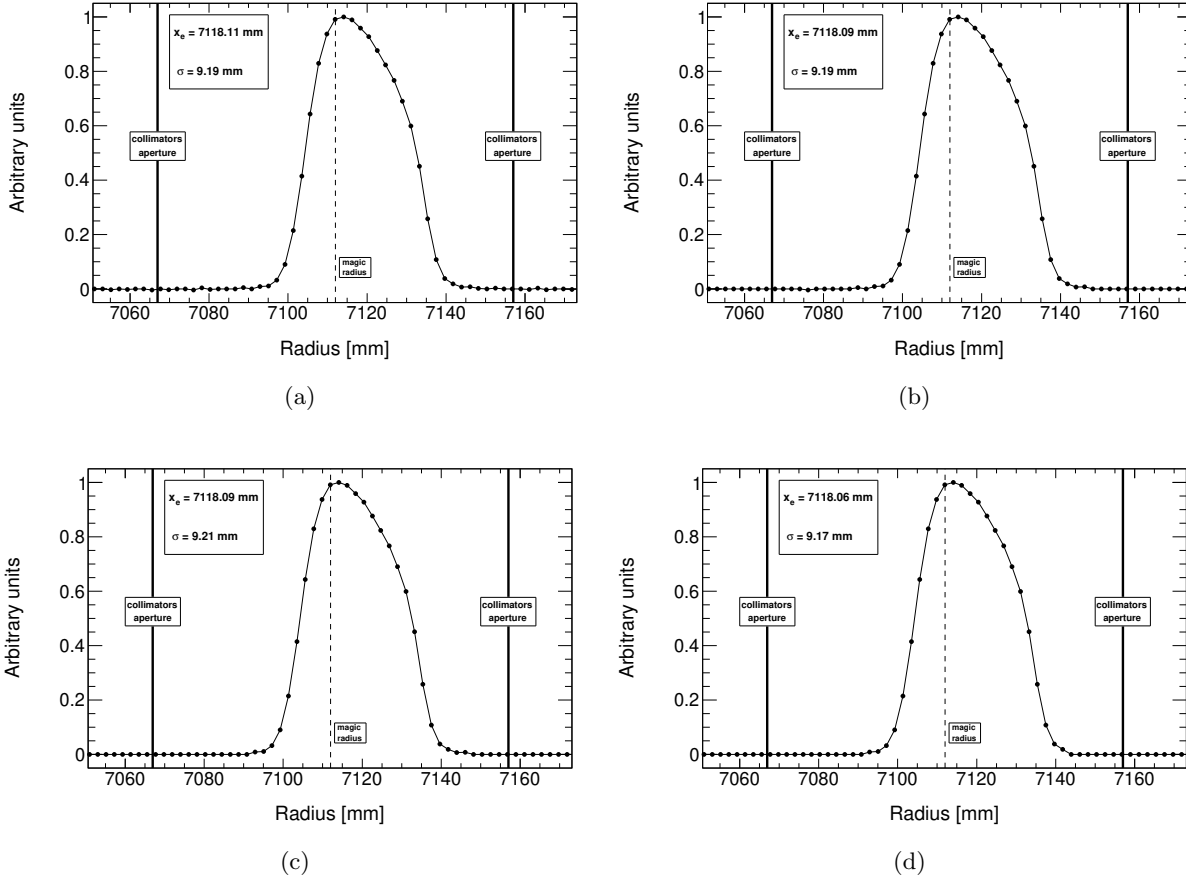 1
x_e = 7118.11 mm
σ = 9.19 mm
0.8
0.6
collimators
aperture
collimators
aperture
0.4
0.2
magic
radius
0
7060 7080 7100 7120 7140 7160
Arbitrary units
Radius [mm]
(a)
1
x_e = 7118.09 mm
σ = 9.19 mm
0.8
0.6
collimators
aperture
collimators
aperture
0.4
0.2
magic
radius
0
7060 7080 7100 7120 7140 7160
Arbitrary units
Radius [mm]
(b)
1
x_e = 7118.09 mm
σ = 9.21 mm
0.8
0.6
collimators
aperture
collimators
aperture
0.4
0.2
magic
radius
0
7060 7080 7100 7120 7140 7160
Arbitrary units
Radius [mm]
(c)
1
x_e = 7118.06 mm
σ = 9.17 mm
0.8
0.6
collimators
aperture
collimators
aperture
0.4
0.2
magic
radius
0
7060 7080 7100 7120 7140 7160
Arbitrary units
Radius [mm]
(d)